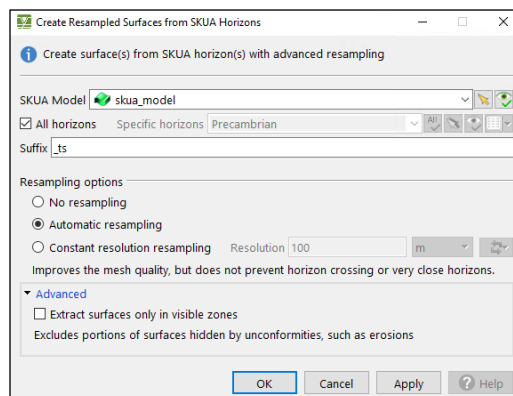 Create Resampled Surfaces from SKUA Horizons
Create surface(s) from SKUA horizon(s) with advanced resampling
SKUA Model skua_model
All horizons Specific horizons Precambrian All
Suffix _ts
Resampling options
No resampling
Automatic resampling
Constant resolution resampling Resolution 100 m
Improves the mesh quality, but does not prevent horizon crossing or very close horizons.
Advanced
Extract surfaces only in visible zones
Excludes portions of surfaces hidden by unconformities, such as erosions
OK Cancel Apply Help